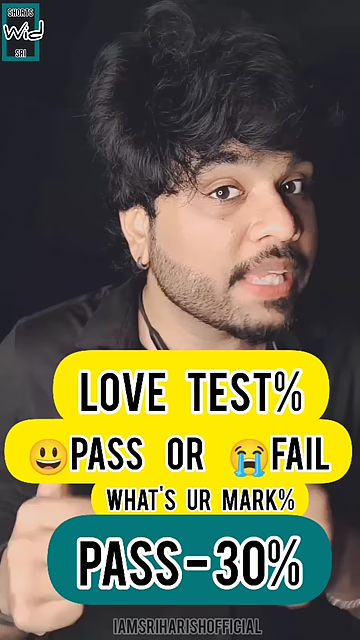 SHORTS
Wid
SRI
LOVE TEST%
😃PASS OR 😭FAIL
WHAT'S UR MARK%
PASS-30%
IAMSRIHARISHOFFICIAL